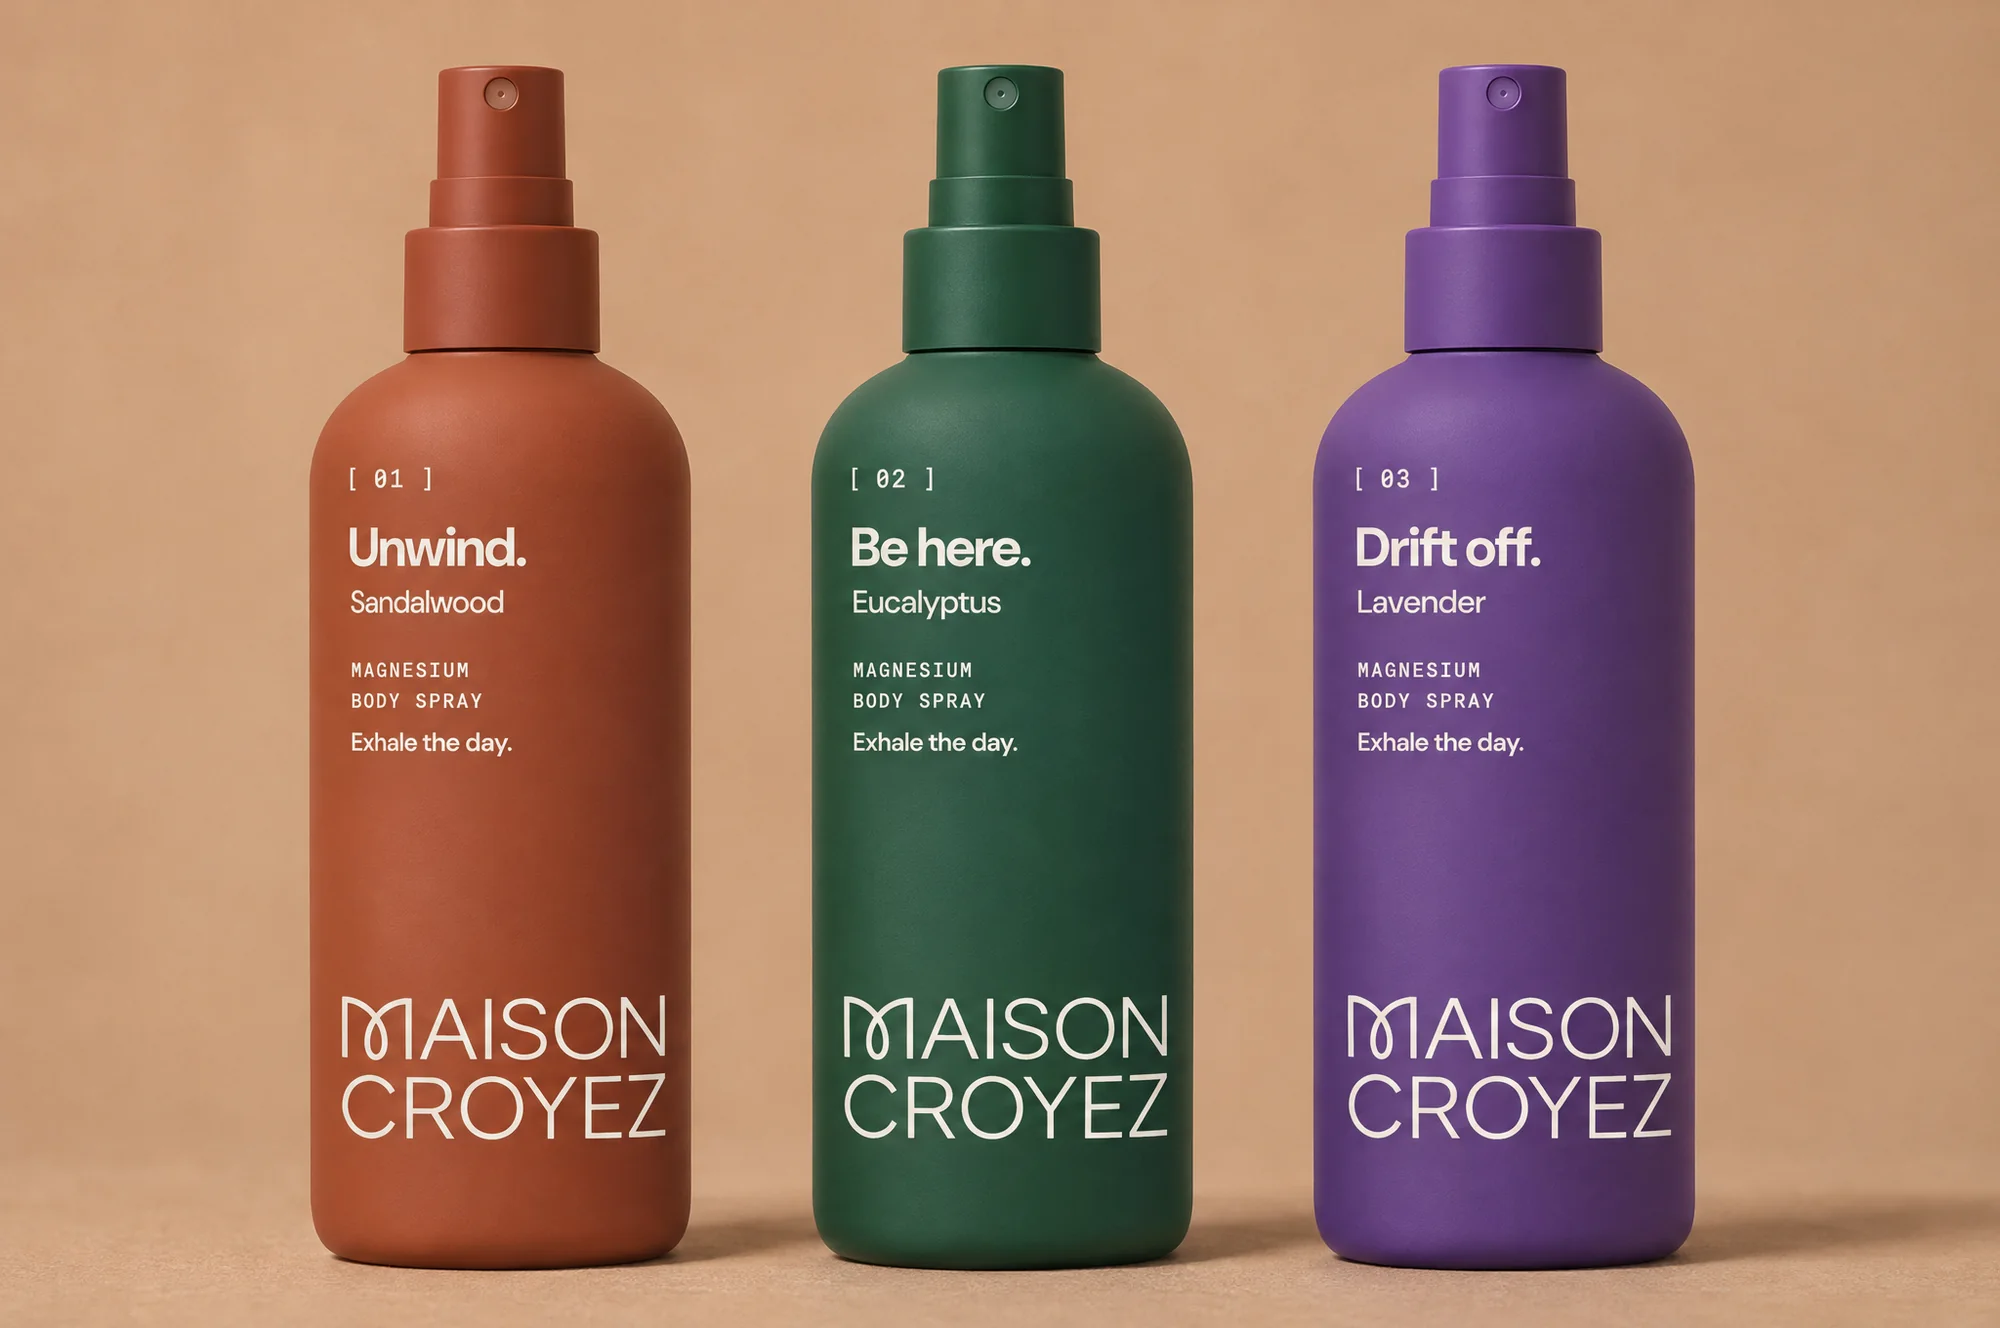 [ 01 ]
Unwind.
Sandalwood
MAGNESIUM
BODY SPRAY
Exhale the day.
MAISON
CROYEZ
[ 02 ]
Be here.
Eucalyptus
MAGNESIUM
BODY SPRAY
Exhale the day.
MAISON
CROYEZ
[ 03 ]
Drift off.
Lavender
MAGNESIUM
BODY SPRAY
Exhale the day.
MAISON
CROYEZ